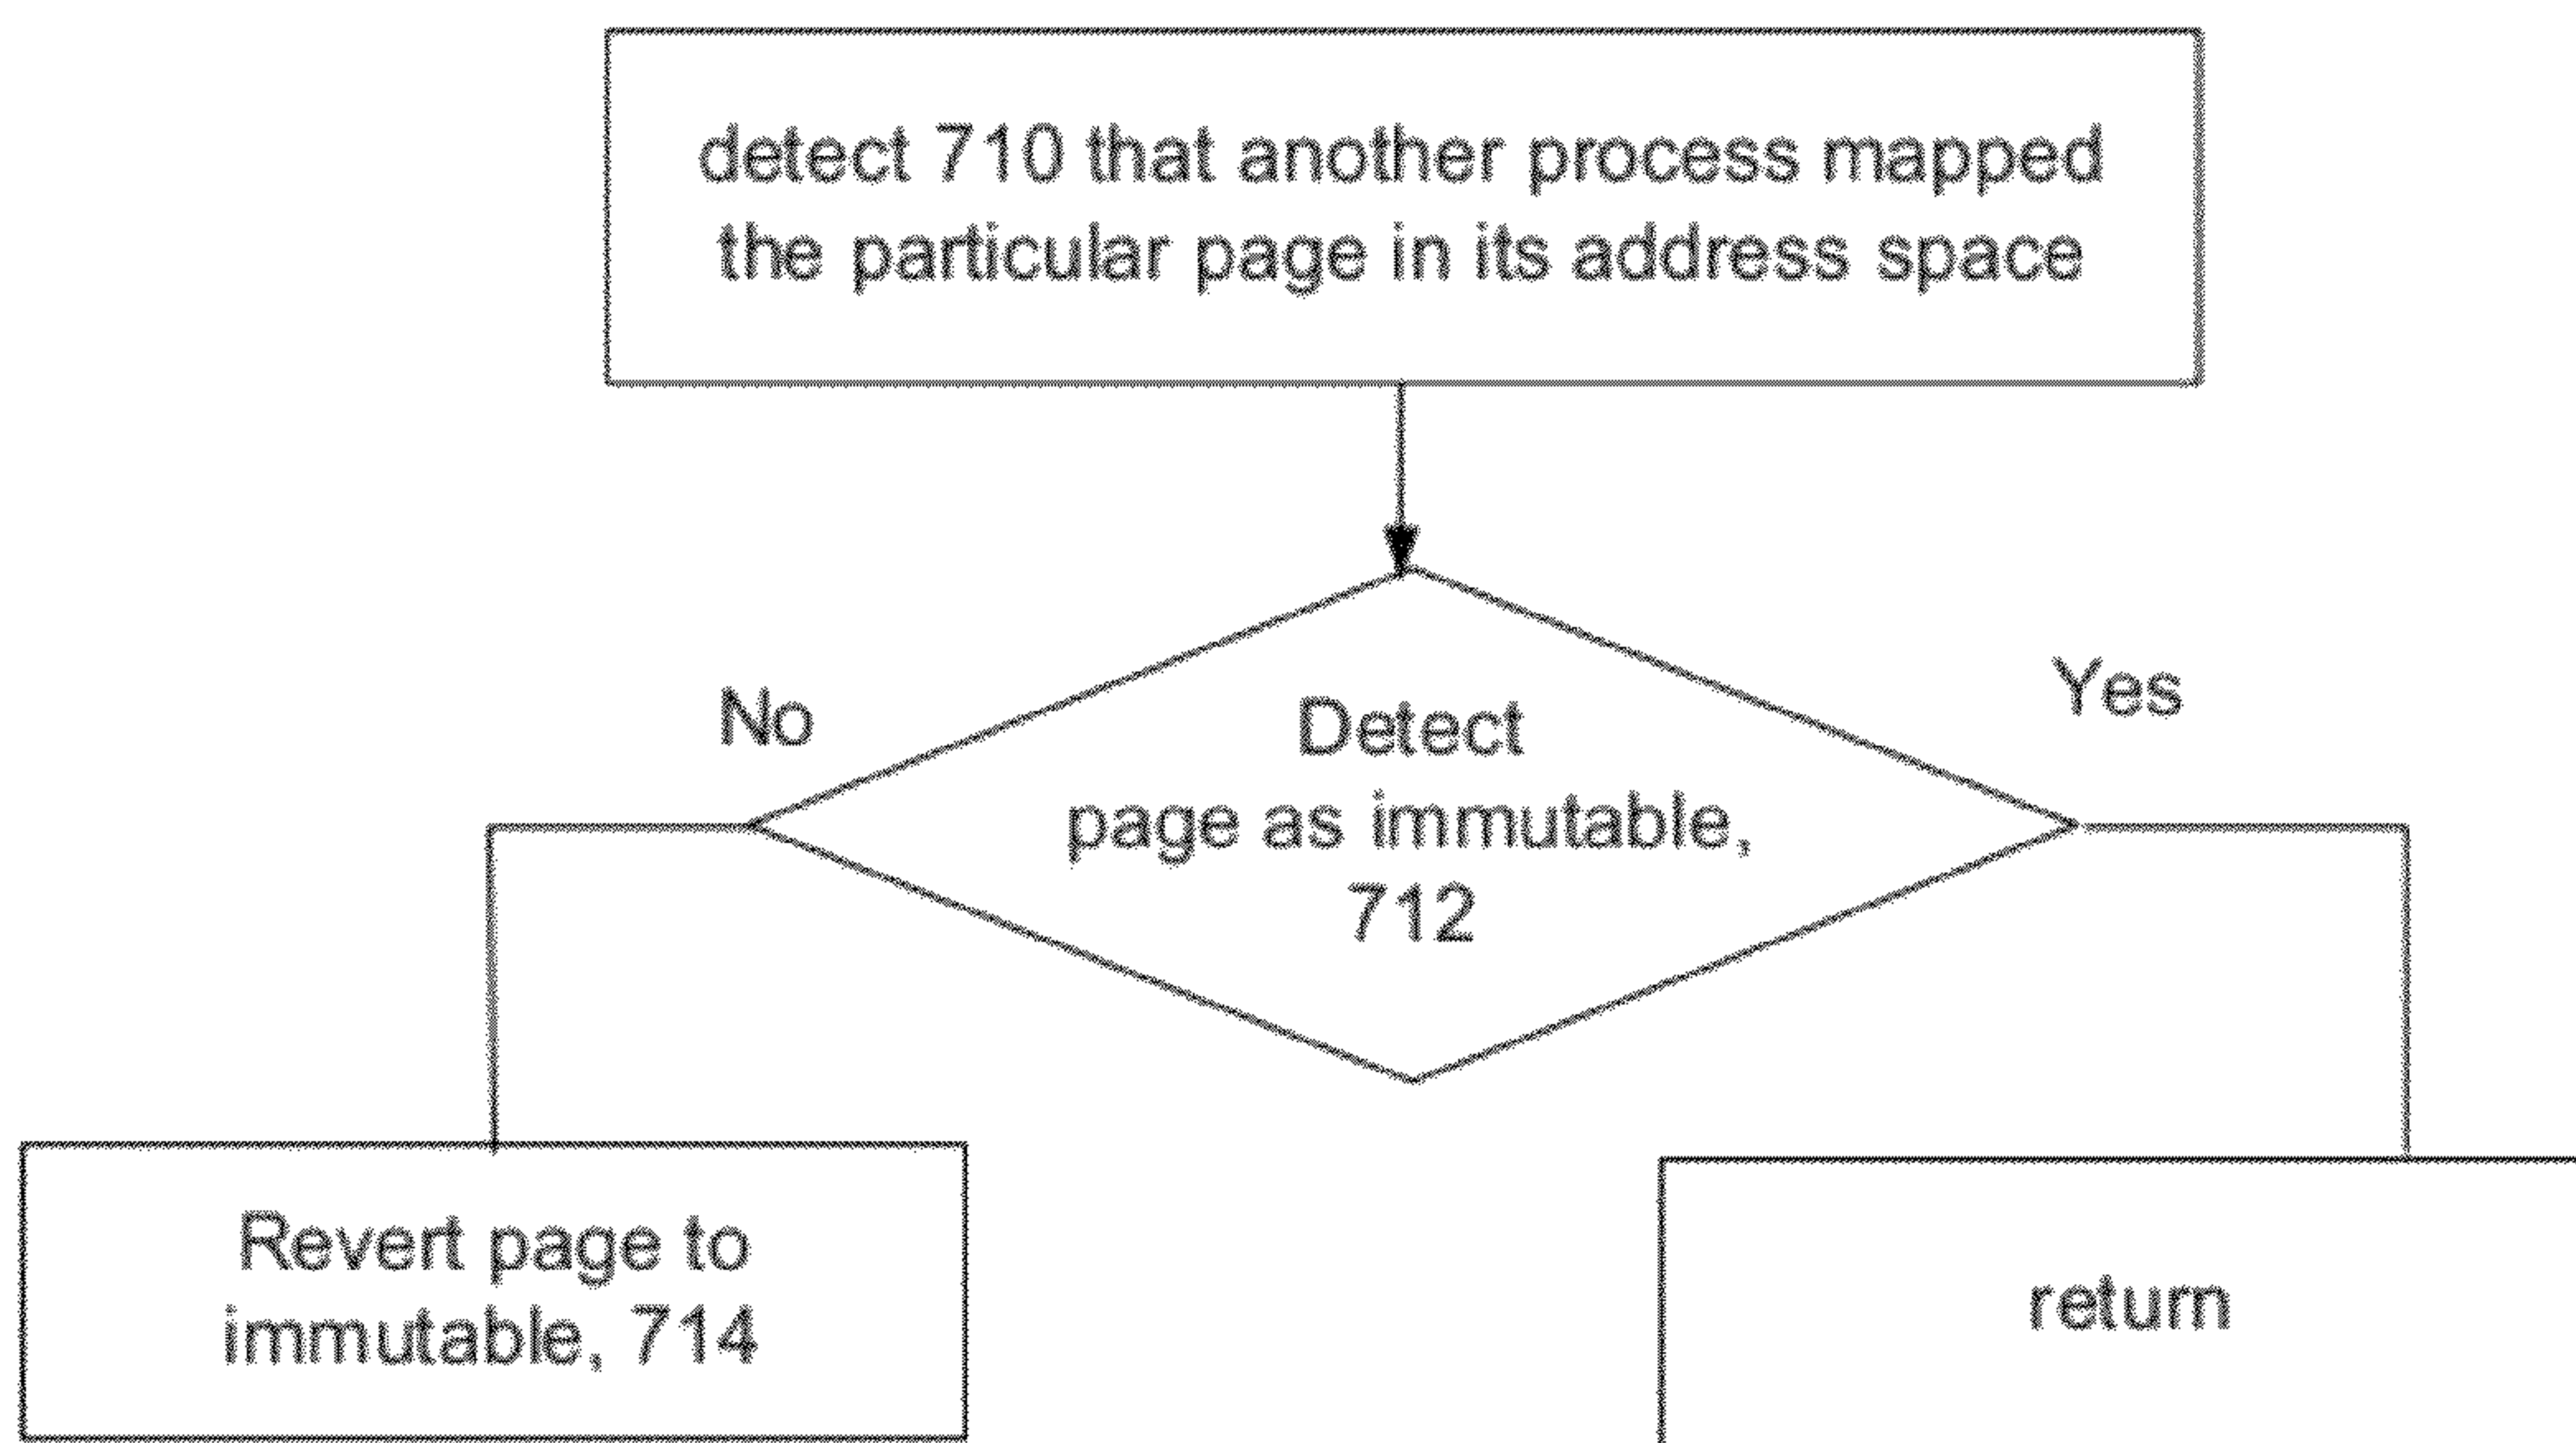 detect 710 that another process mapped
the particular page in its address space
No
Yes
Detect
page as immutable,
712
Revert page to
immutable, 714
return